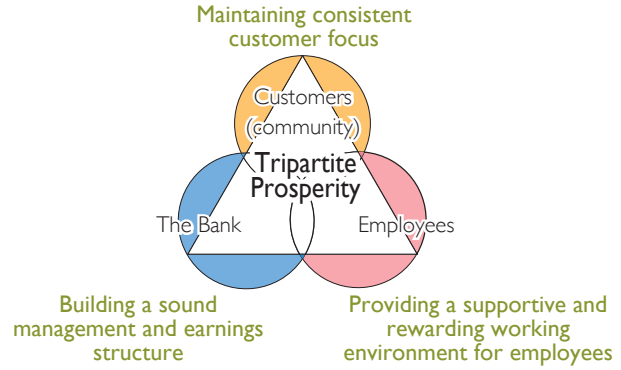 Maintaining consistent
customer focus
Customers
(community)
Tripartite
Prosperity
The Bank
Employees
Building a sound
management and earnings
structure
Providing a supportive and
rewarding working
environment for employees